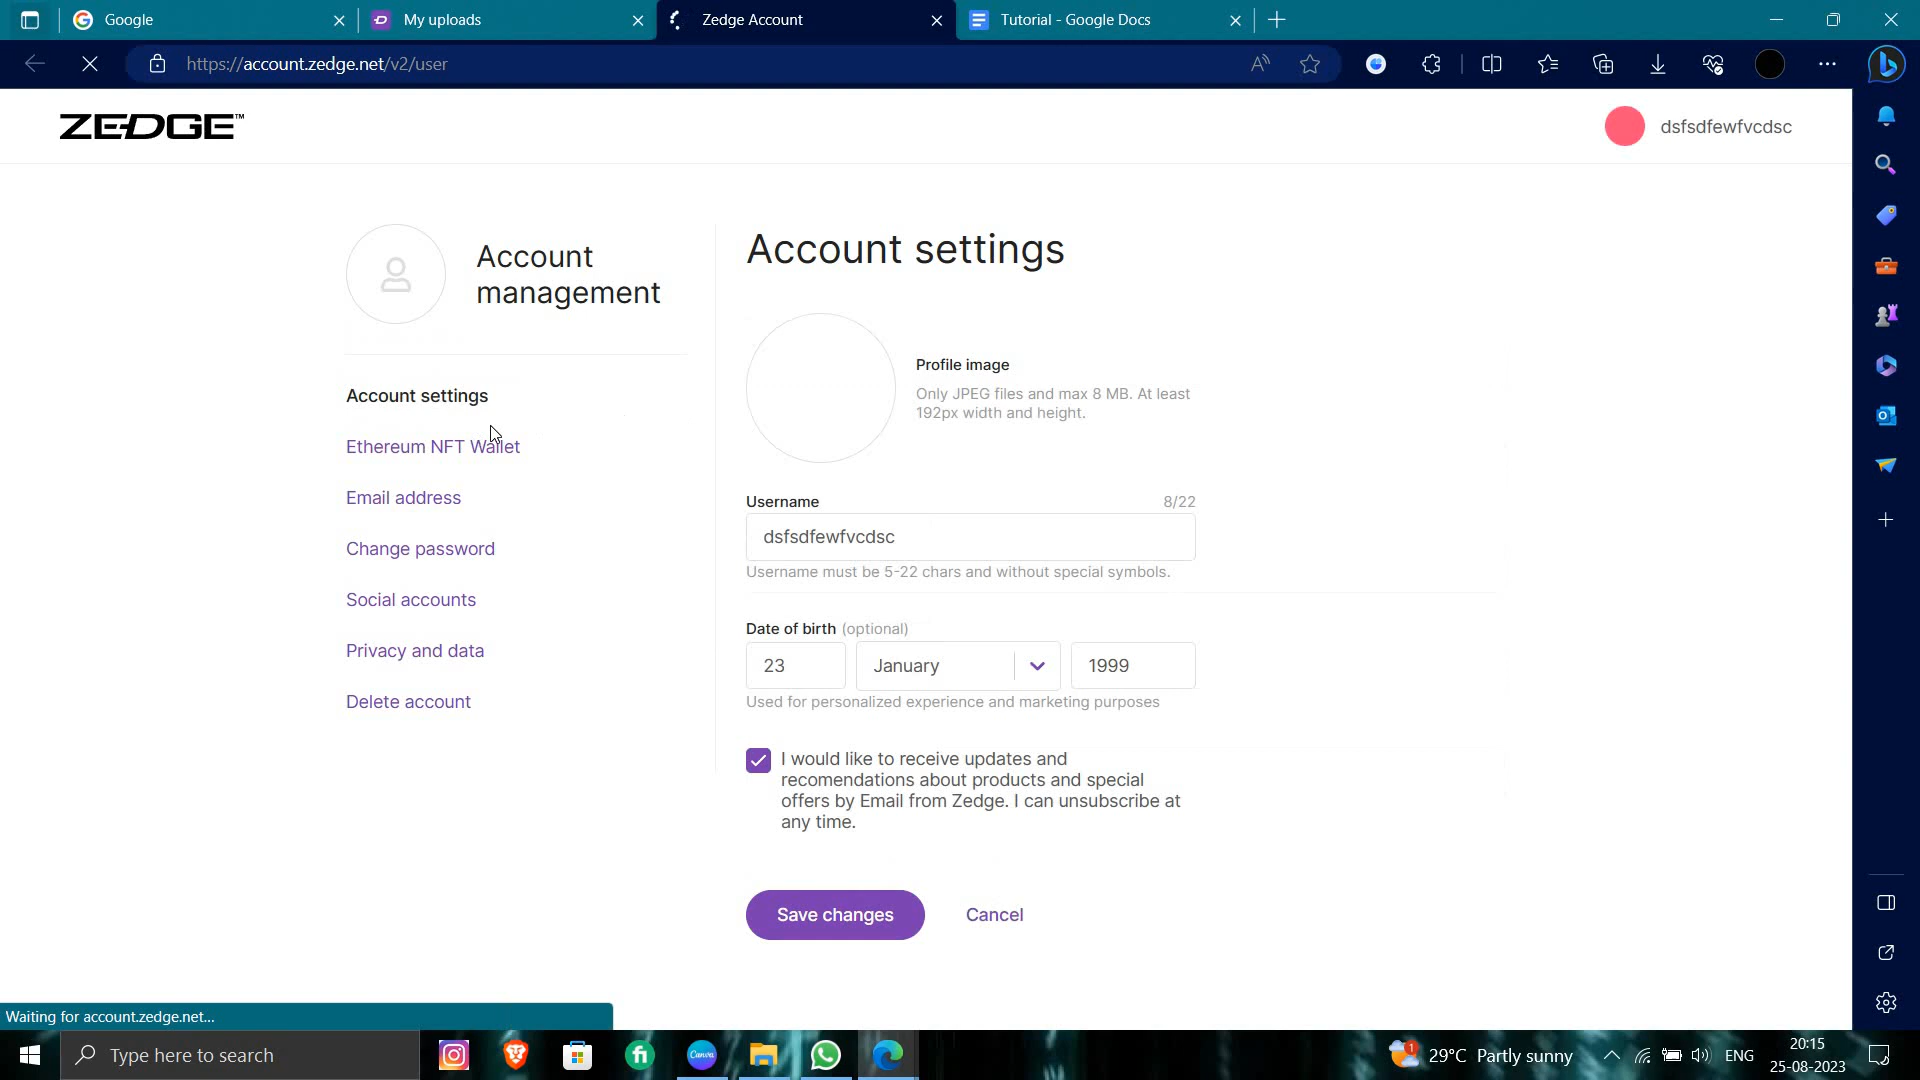 Google
My uploads
Zedge Account
Tutorial - Google Docs
https://account.zedge.net/v2/user
ZEDGE™
dsfsdfewfvcdsc
Account
management
Account settings
Ethereum NFT Wallet
Email address
Change password
Social accounts
Privacy and data
Delete account
Account settings
Profile image
Only JPEG files and max 8 MB. At least
192px width and height.
Username 8/22
dsfsdfewfvcdsc
Username must be 5-22 chars and without special symbols.
Date of birth (optional)
23 January 1999
Used for personalized experience and marketing purposes
I would like to receive updates and
recomendations about products and special
offers by Email from Zedge. I can unsubscribe at
any time.
Save changes Cancel
Waiting for account.zedge.net...
Type here to search
Canva
1
29°C Partly sunny
ENG
20:15
25-08-2023